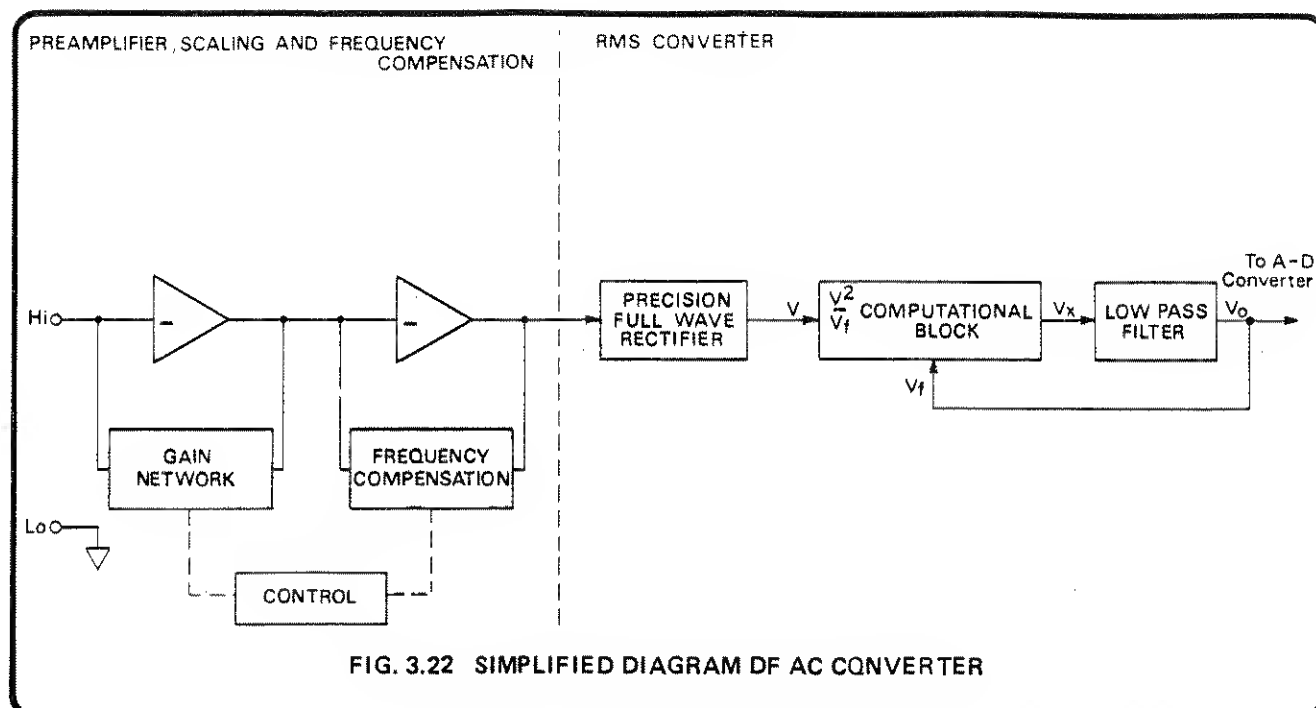 PREAMPLIFIER, SCALING AND FREQUENCY
COMPENSATION
RMS CONVERTER
Hi
-
-
GAIN
NETWORK
FREQUENCY
COMPENSATION
Lo
CONTROL
PRECISION
FULL WAVE
RECTIFIER
V
V²
Vf
COMPUTATIONAL
BLOCK
Vf
Vx
LOW PASS
FILTER
To A-D
Converter
Vo
FIG. 3.22 SIMPLIFIED DIAGRAM DF AC CONVERTER